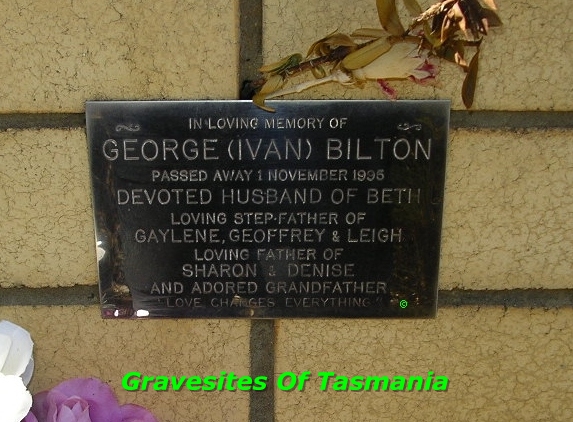 IN LOVING MEMORY OF
GEORGE (IVAN) BILTON
PASSED AWAY 1 NOVEMBER 1995
DEVOTED HUSBAND OF BETH
LOVING STEP-FATHER OF
GAYLENE, GEOFFREY & LEIGH
LOVING FATHER OF
SHARON & DENISE
AND ADORED GRANDFATHER
"LOVE CHANGES EVERYTHING"
©
Gravesites Of Tasmania